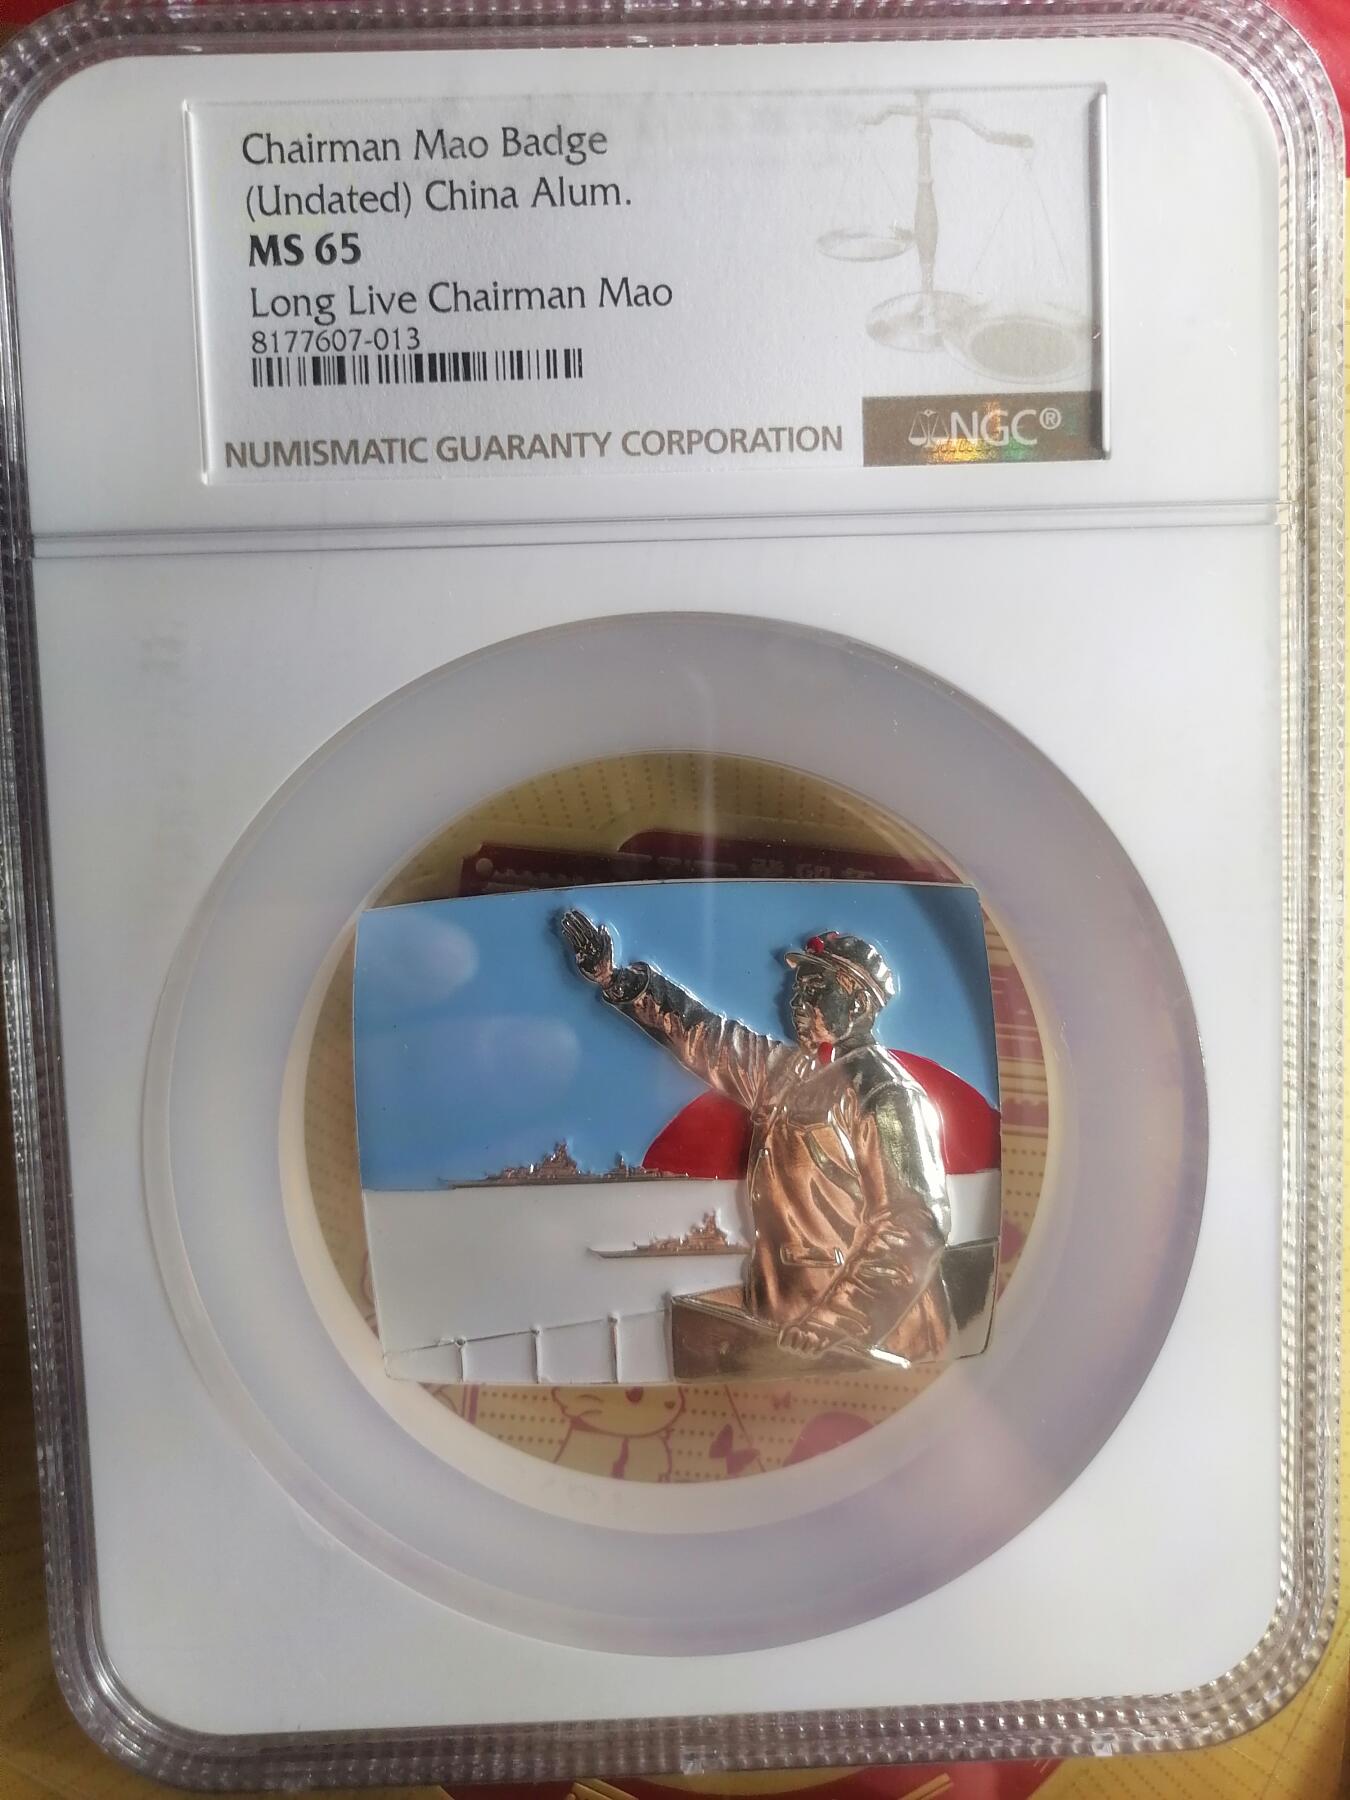 Chairman Mao Badge
(Undated) China Alum.
MS 65
Long Live Chairman Mao
8177607-013
NUMISMATIC GUARANTY CORPORATION
NGC®